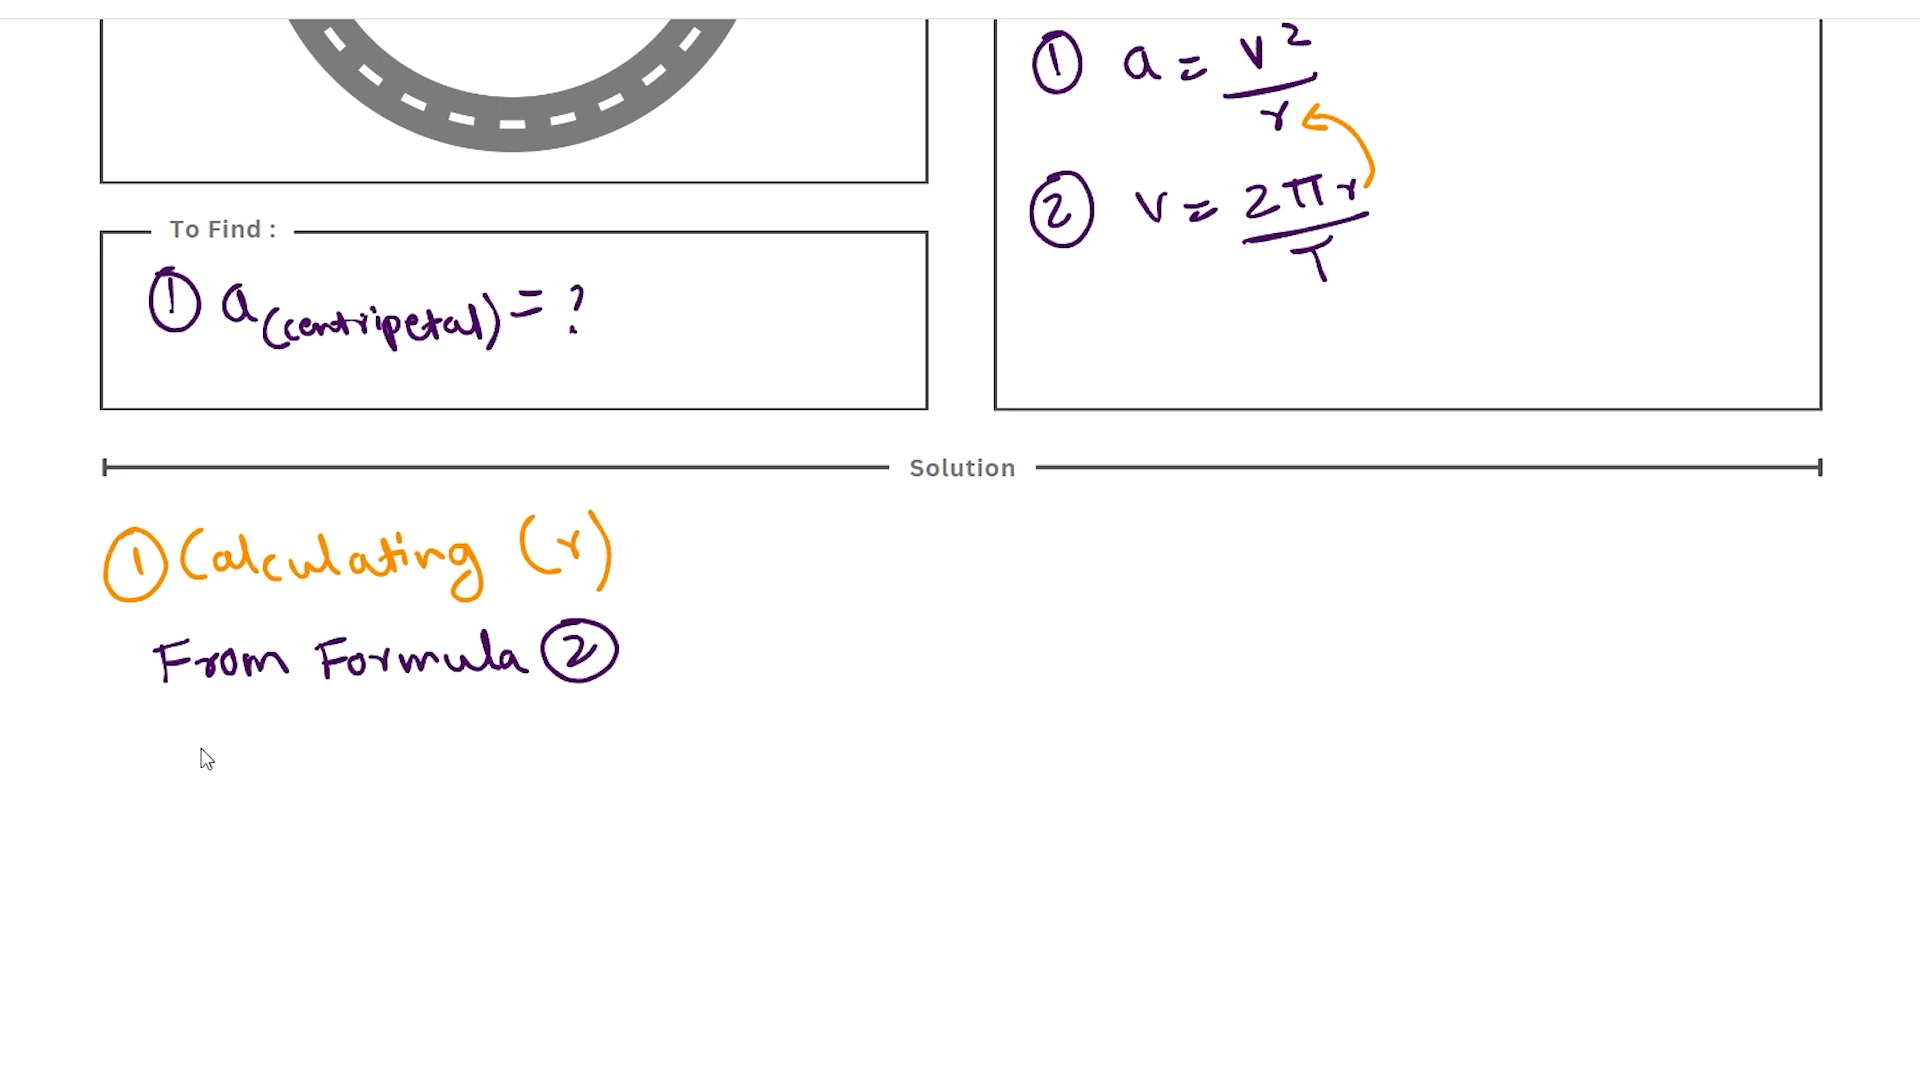 ① a = v²/r
② v = 2πr/T
To Find :
① a(centripetal) = ?
Solution
① Calculating (r)
From Formula ②